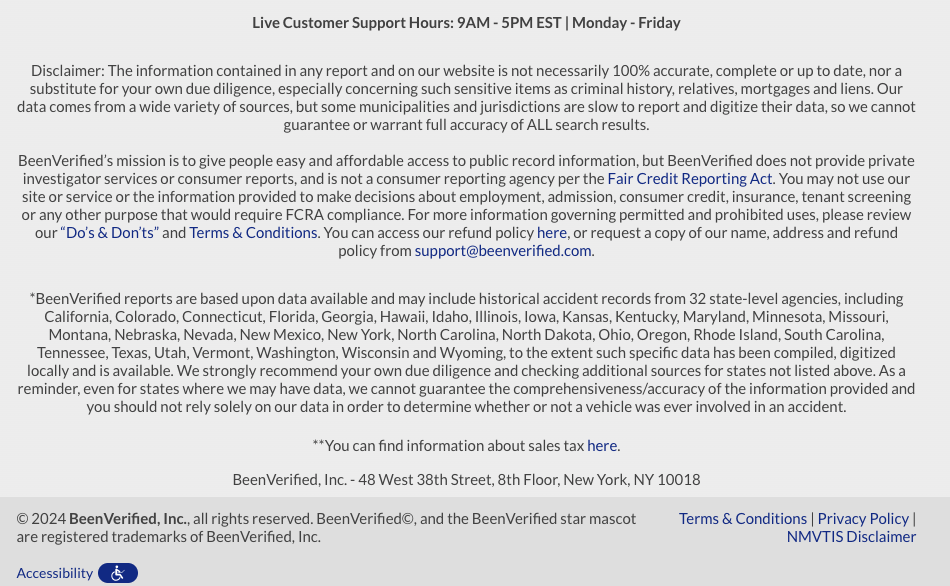 Live Customer Support Hours: 9AM - 5PM EST | Monday - Friday
Disclaimer: The information contained in any report and on our website is not necessarily 100% accurate, complete or up to date, nor a
substitute for your own due diligence, especially concerning such sensitive items as criminal history, relatives, mortgages and liens. Our
data comes from a wide variety of sources, but some municipalities and jurisdictions are slow to report and digitize their data, so we cannot
guarantee or warrant full accuracy of ALL search results.
BeenVerified's mission is to give people easy and affordable access to public record information, but BeenVerified does not provide private
investigator services or consumer reports, and is not a consumer reporting agency per the Fair Credit Reporting Act. You may not use our
site or service or the information provided to make decisions about employment, admission, consumer credit, insurance, tenant screening
or any other purpose that would require FCRA compliance. For more information governing permitted and prohibited uses, please review
our “Do's & Don'ts” and Terms & Conditions. You can access our refund policy here, or request a copy of our name, address and refund
policy from support@beenverified.com.
*BeenVerified reports are based upon data available and may include historical accident records from 32 state-level agencies, including
California, Colorado, Connecticut, Florida, Georgia, Hawaii, Idaho, Illinois, Iowa, Kansas, Kentucky, Maryland, Minnesota, Missouri,
Montana, Nebraska, Nevada, New Mexico, New York, North Carolina, North Dakota, Ohio, Oregon, Rhode Island, South Carolina,
Tennessee, Texas, Utah, Vermont, Washington, Wisconsin and Wyoming, to the extent such specific data has been compiled, digitized
locally and is available. We strongly recommend your own due diligence and checking additional sources for states not listed above. As a
reminder, even for states where we may have data, we cannot guarantee the comprehensiveness/accuracy of the information provided and
you should not rely solely on our data in order to determine whether or not a vehicle was ever involved in an accident.
**You can find information about sales tax here.
BeenVerified, Inc. - 48 West 38th Street, 8th Floor, New York, NY 10018
© 2024 BeenVerified, Inc., all rights reserved. BeenVerified©, and the BeenVerified star mascot
are registered trademarks of BeenVerified, Inc.
Terms & Conditions | Privacy Policy |
NMVTIS Disclaimer
Accessibility